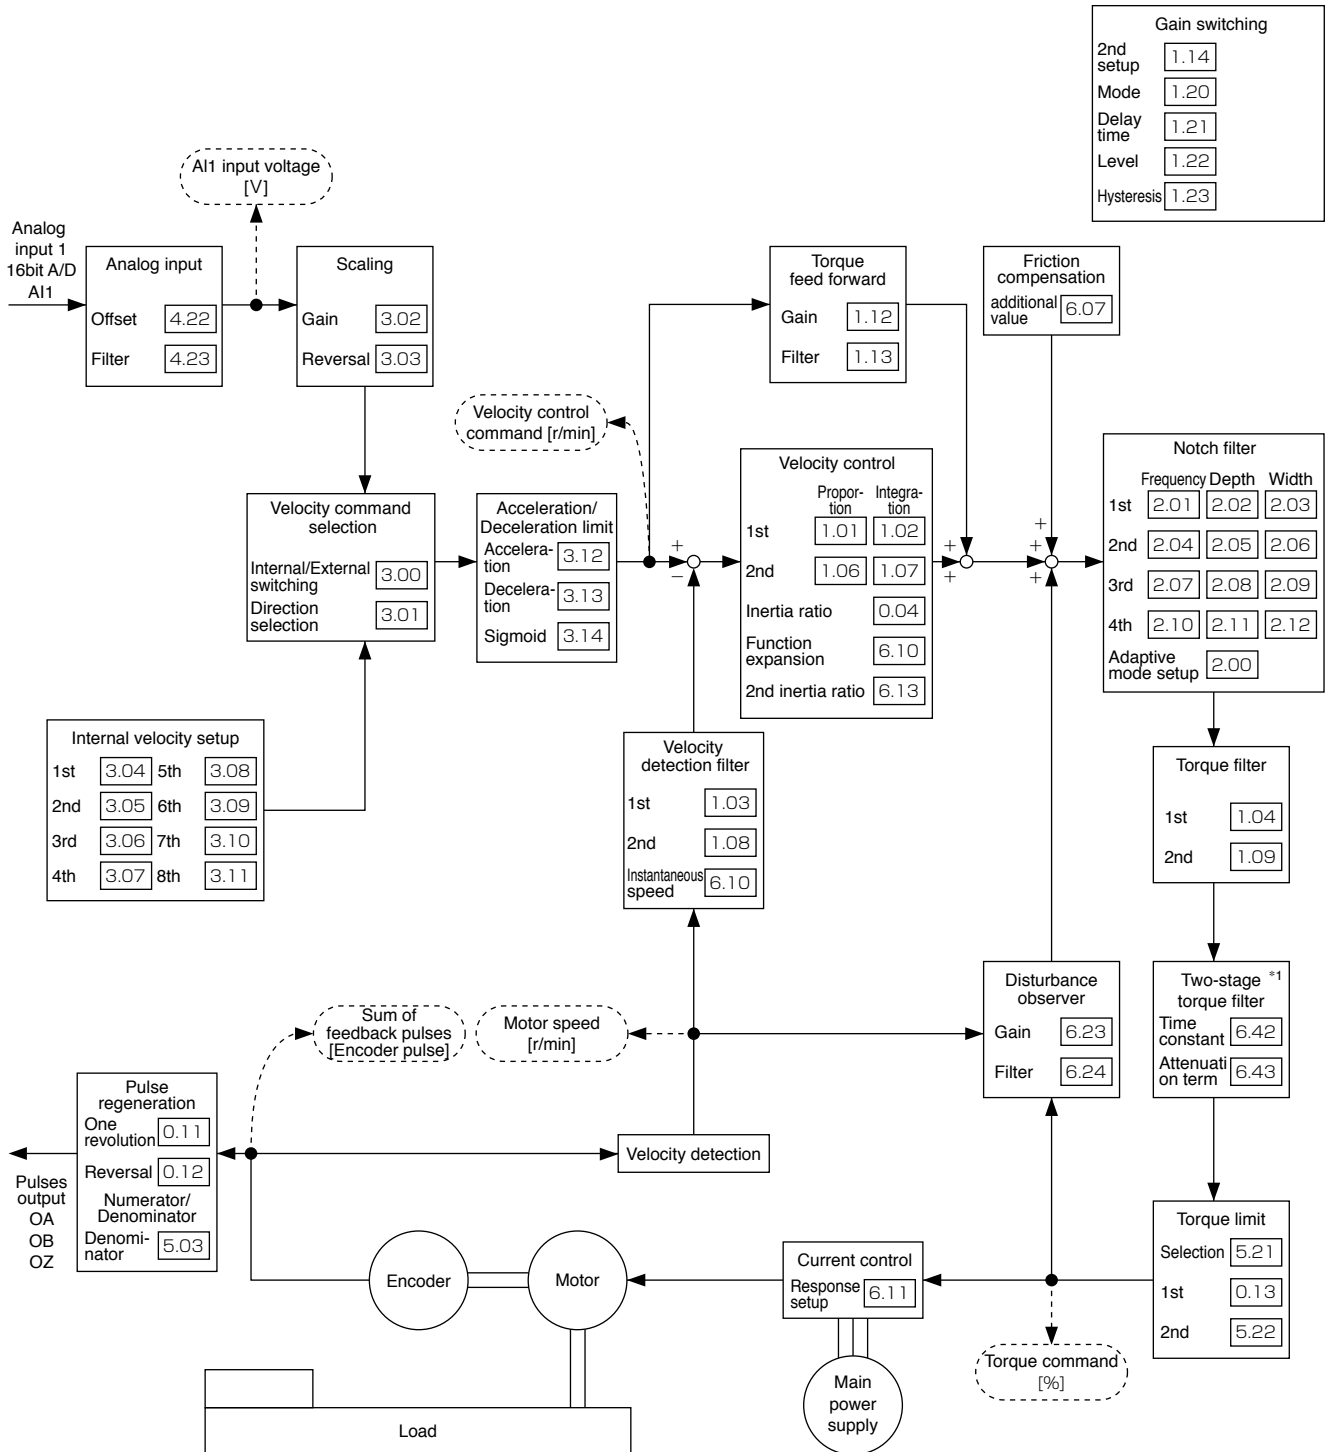 Gain switching
2nd
setup
1.14
Mode
1.20
Delay
time
1.21
Level
1.22
Hysteresis
1.23
AI1 input voltage
[V]
Analog
input 1
16bit A/D
AI1
Analog input
Offset
4.22
Filter
4.23
Scaling
Gain
3.02
Reversal
3.03
Torque
feed forward
Gain
1.12
Filter
1.13
Friction
compensation
additional
value
6.07
Velocity control
command [r/min]
Velocity command
selection
Internal/External
switching
3.00
Direction
selection
3.01
Acceleration/
Deceleration limit
Accelera-
tion
3.12
Decelera-
tion
3.13
Sigmoid
3.14
+
−
Velocity control
Propor-
tion
Integra-
tion
1st
1.01
1.02
2nd
1.06
1.07
Inertia ratio
0.04
Function
expansion
6.10
2nd inertia ratio
6.13
+
+
+
+
+
Notch filter
Frequency Depth Width
1st 2.01 2.02 2.03
2nd 2.04 2.05 2.06
3rd 2.07 2.08 2.09
4th 2.10 2.11 2.12
Adaptive
mode setup
2.00
Internal velocity setup
1st 3.04 5th 3.08
2nd 3.05 6th 3.09
3rd 3.06 7th 3.10
4th 3.07 8th 3.11
Velocity
detection filter
1st
1.03
2nd
1.08
Instantaneous
speed
6.10
Torque filter
1st
1.04
2nd
1.09
Sum of
feedback pulses
[Encoder pulse]
Motor speed
[r/min]
Disturbance
observer
Gain
6.23
Filter
6.24
Two-stage *1
torque filter
Time
constant
6.42
Attenuati
on term
6.43
Pulse
regeneration
One
revolution
0.11
Reversal
0.12
Numerator/
Denominator
Denomi-
nator
5.03
Pulses
output
OA
OB
OZ
Velocity detection
Encoder
Motor
Current control
Response
setup
6.11
Torque limit
Selection
5.21
1st
0.13
2nd
5.22
Torque command
[%]
Main
power
supply
Load